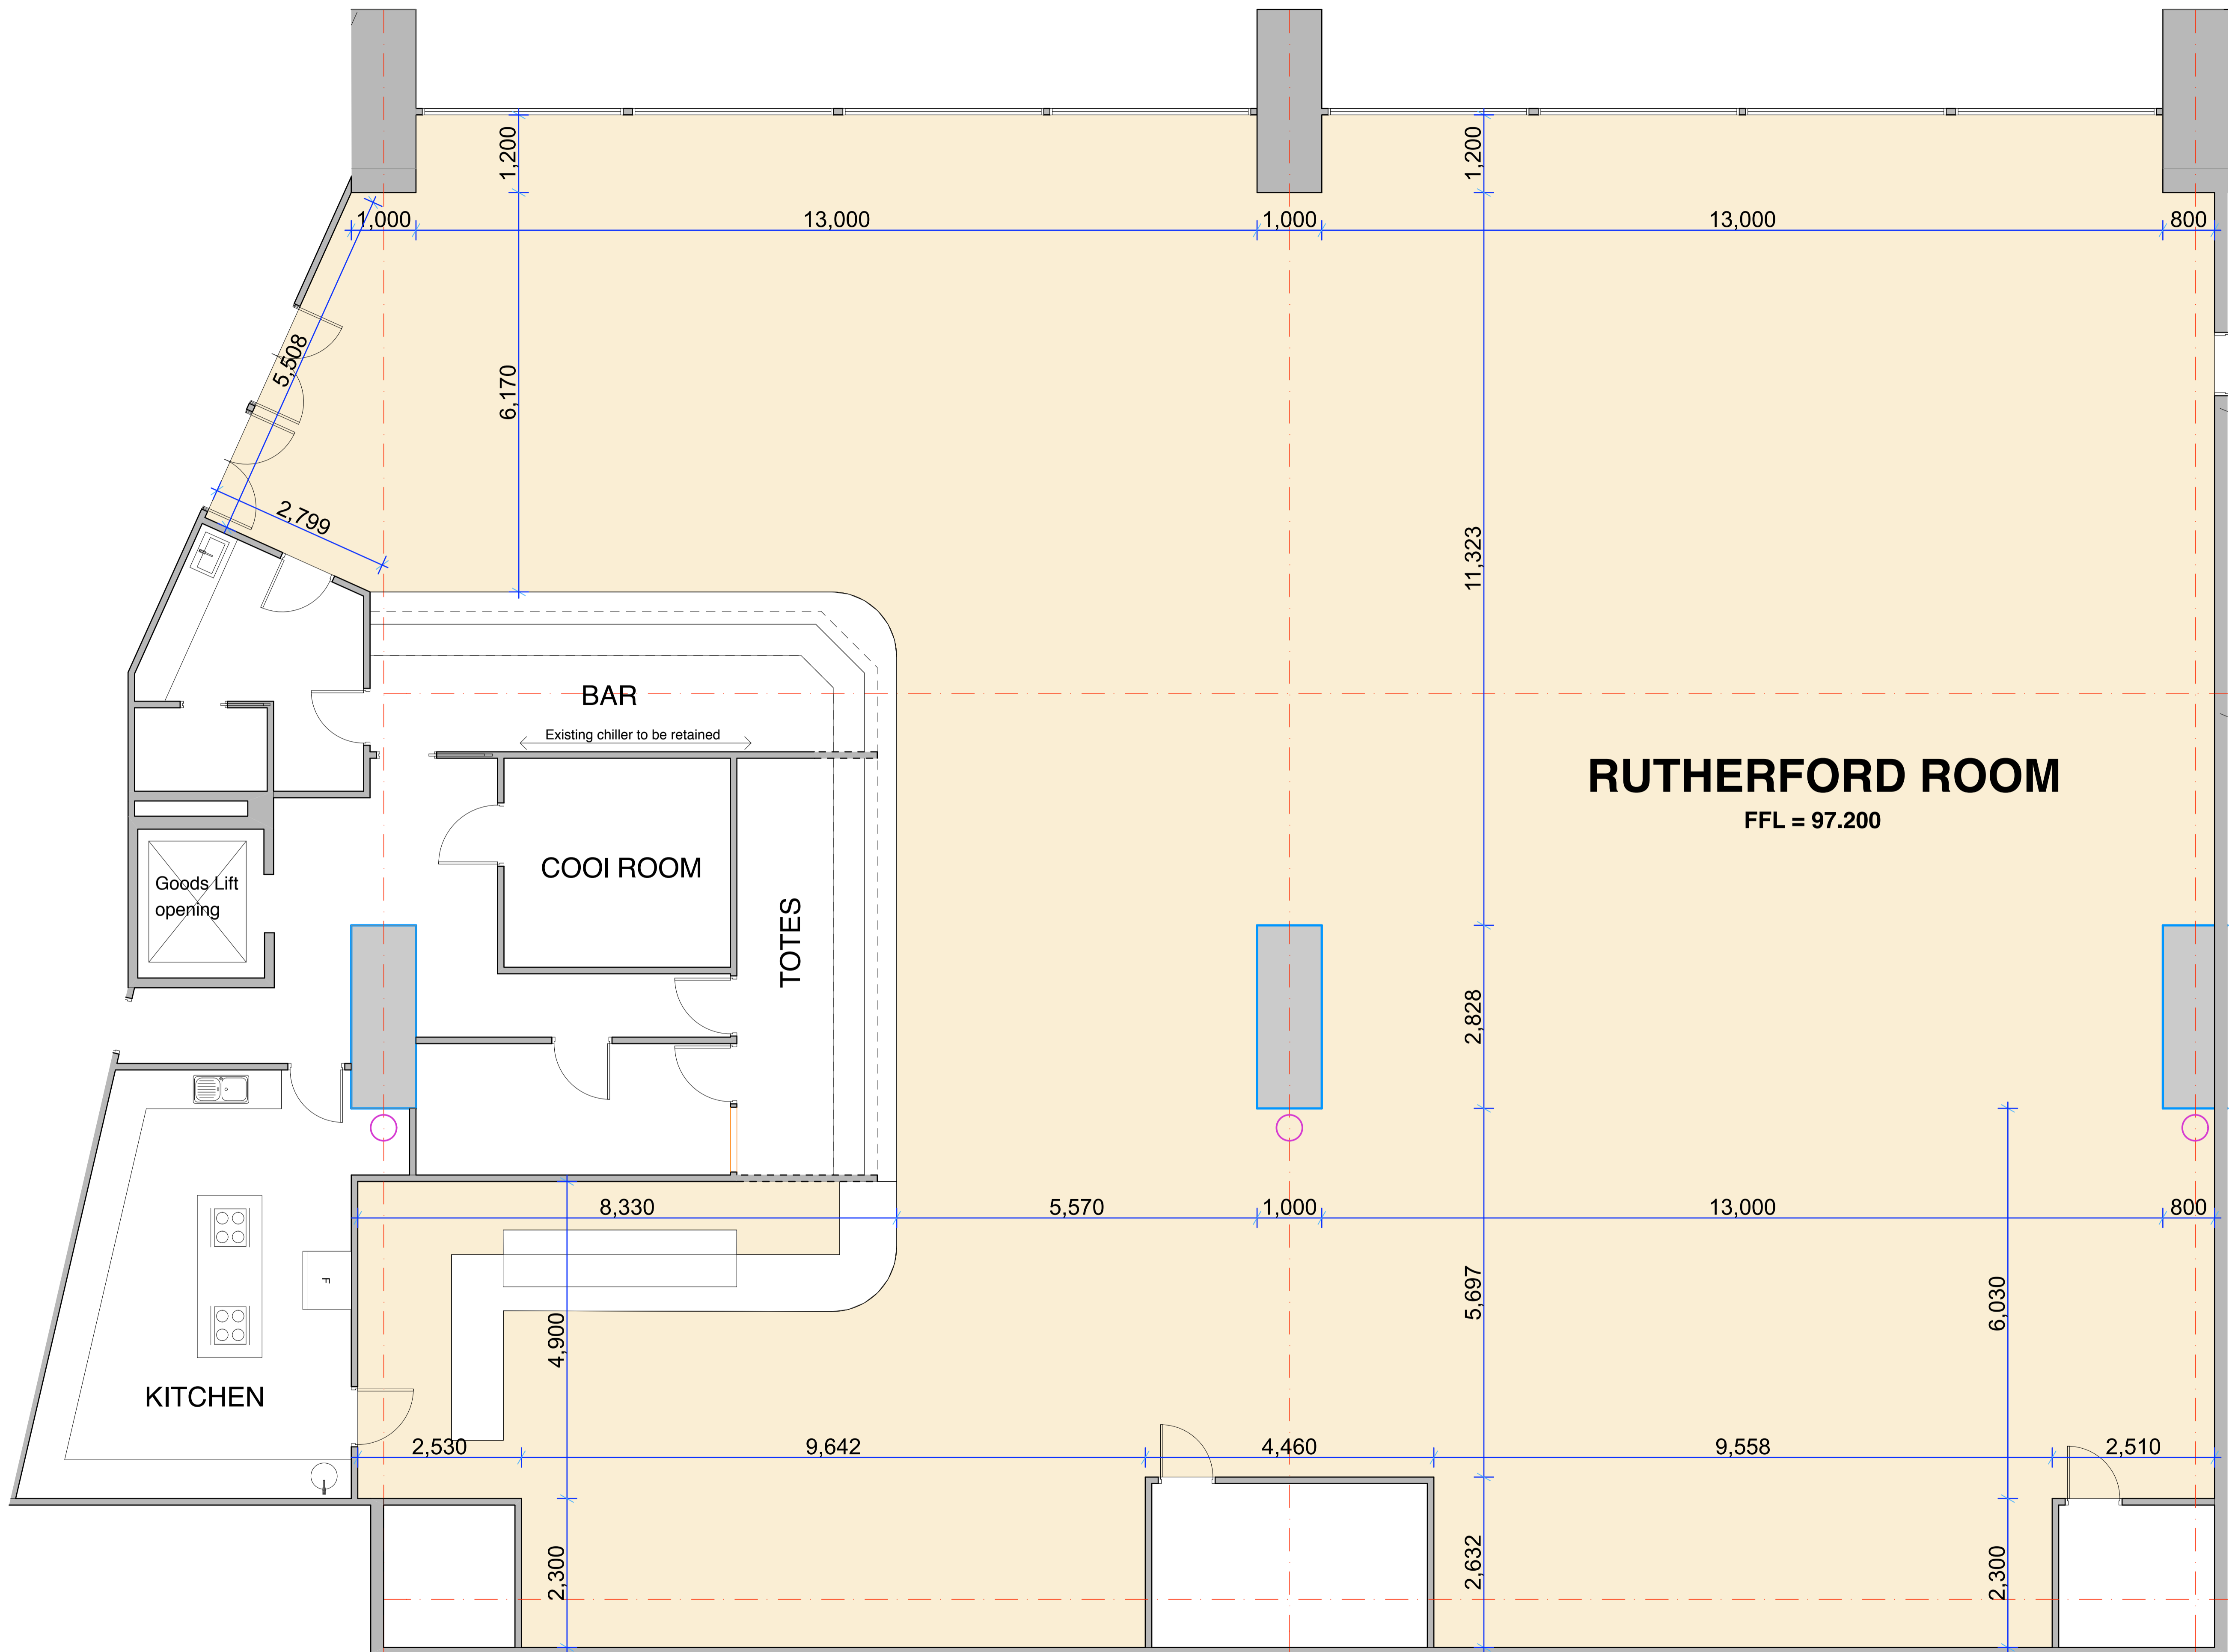 1,200
1,200
1,000
13,000
1,000
13,000
800
5,508
6,170
2,799
11,323
BAR
Existing chiller to be retained
RUTHERFORD ROOM
FFL = 97.200
COOl ROOM
Goods Lift
opening
TOTES
2,828
8,330
5,570
1,000
13,000
800
F
4,900
5,697
6,030
KITCHEN
2,530
9,642
4,460
9,558
2,510
2,300
2,632
2,300